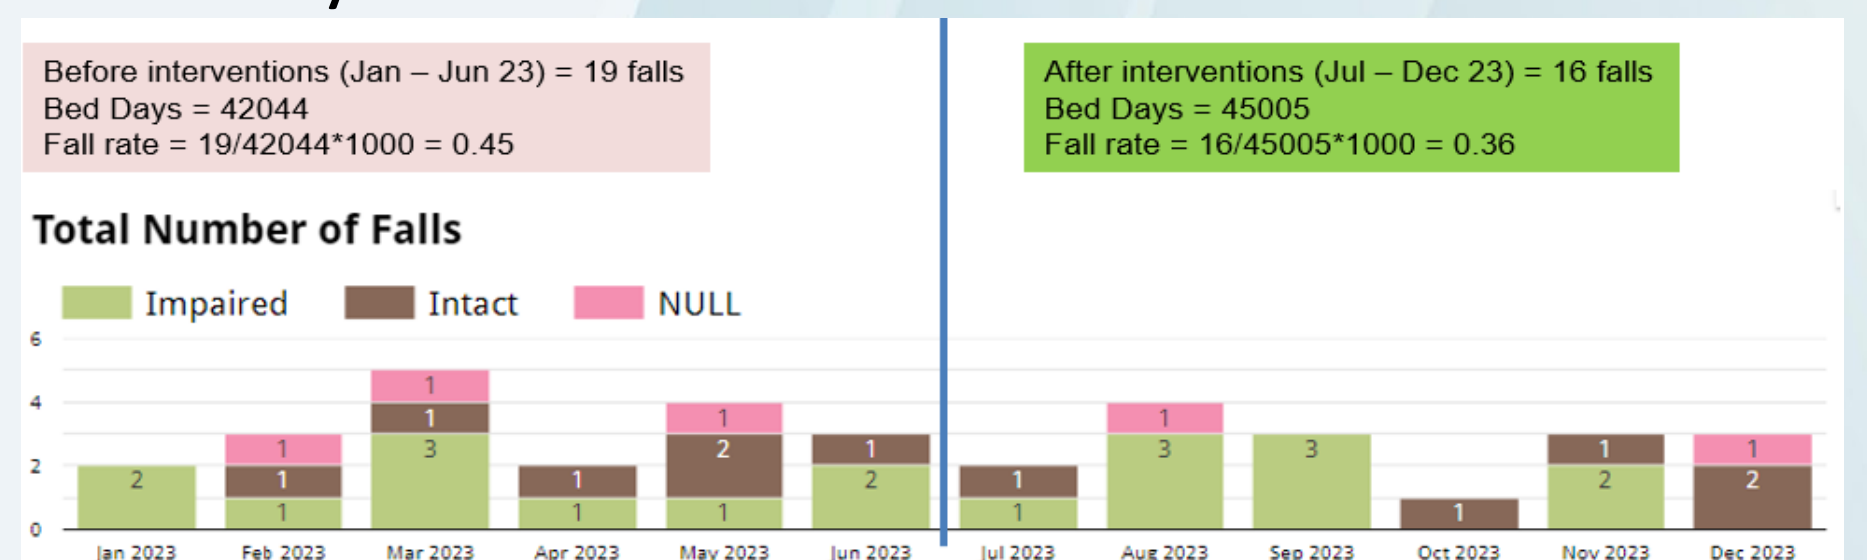 Before interventions (Jan – Jun 23) = 19 falls
Bed Days = 42044
Fall rate = 19/42044*1000 = 0.45
After interventions (Jul – Dec 23) = 16 falls
Bed Days = 45005
Fall rate = 16/45005*1000 = 0.36
Total Number of Falls
Impaired Intact NULL
6
4
2
0
1
1 1 1
1 1 3 2 1 3 3 1 1
2 1 1 2 2 2
1 1 1 1 1
Jan 2023 Feb 2023 Mar 2023 Apr 2023 May 2023 Jun 2023 Jul 2023 Aug 2023 Sep 2023 Oct 2023 Nov 2023 Dec 2023